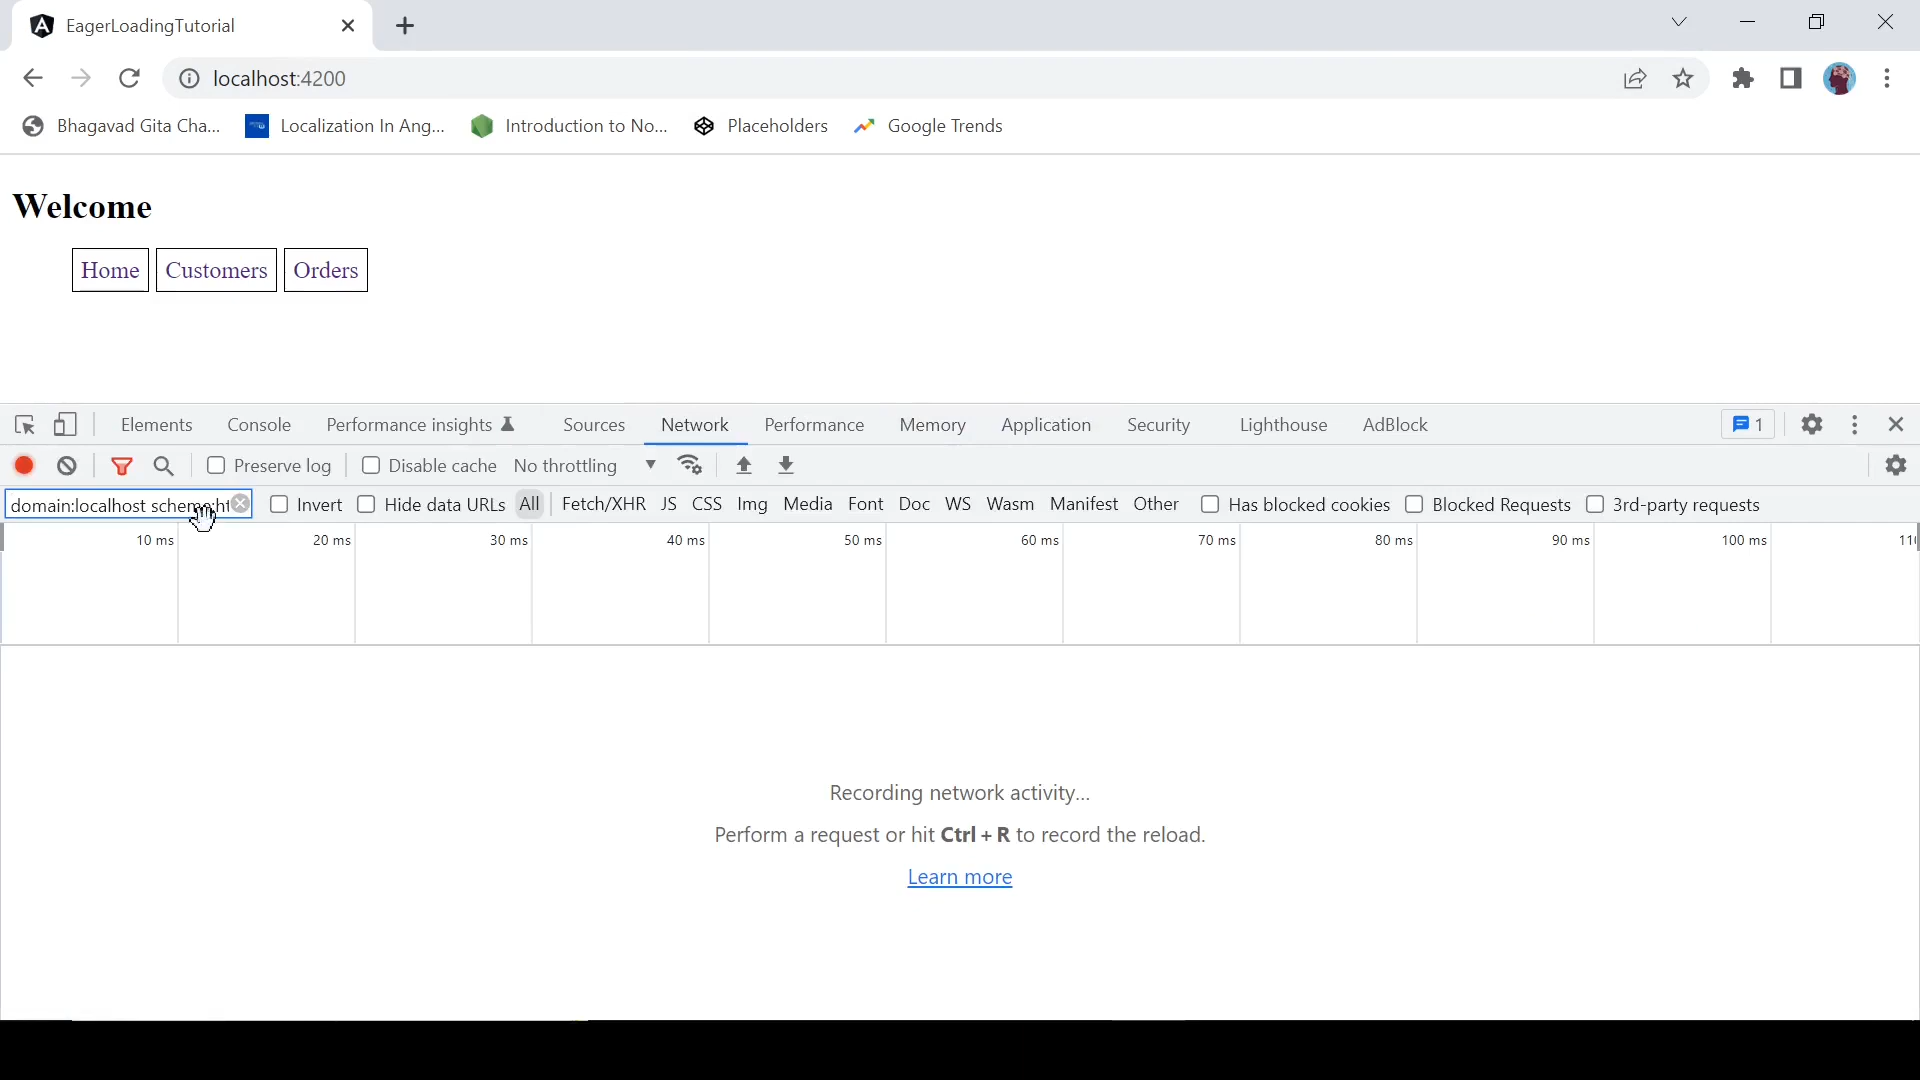 EagerLoadingTutorial
localhost:4200
Bhagavad Gita Cha... Localization In Ang... Introduction to No... Placeholders Google Trends
Welcome
Home Customers Orders
Elements Console Performance insights Sources Network Performance Memory Application Security Lighthouse AdBlock 1
Preserve log Disable cache No throttling
domain:localhost scheme:ht Invert Hide data URLs All Fetch/XHR JS CSS Img Media Font Doc WS Wasm Manifest Other Has blocked cookies Blocked Requests 3rd-party requests
10 ms 20 ms 30 ms 40 ms 50 ms 60 ms 70 ms 80 ms 90 ms 100 ms 11
Recording network activity...
Perform a request or hit Ctrl + R to record the reload.
Learn more